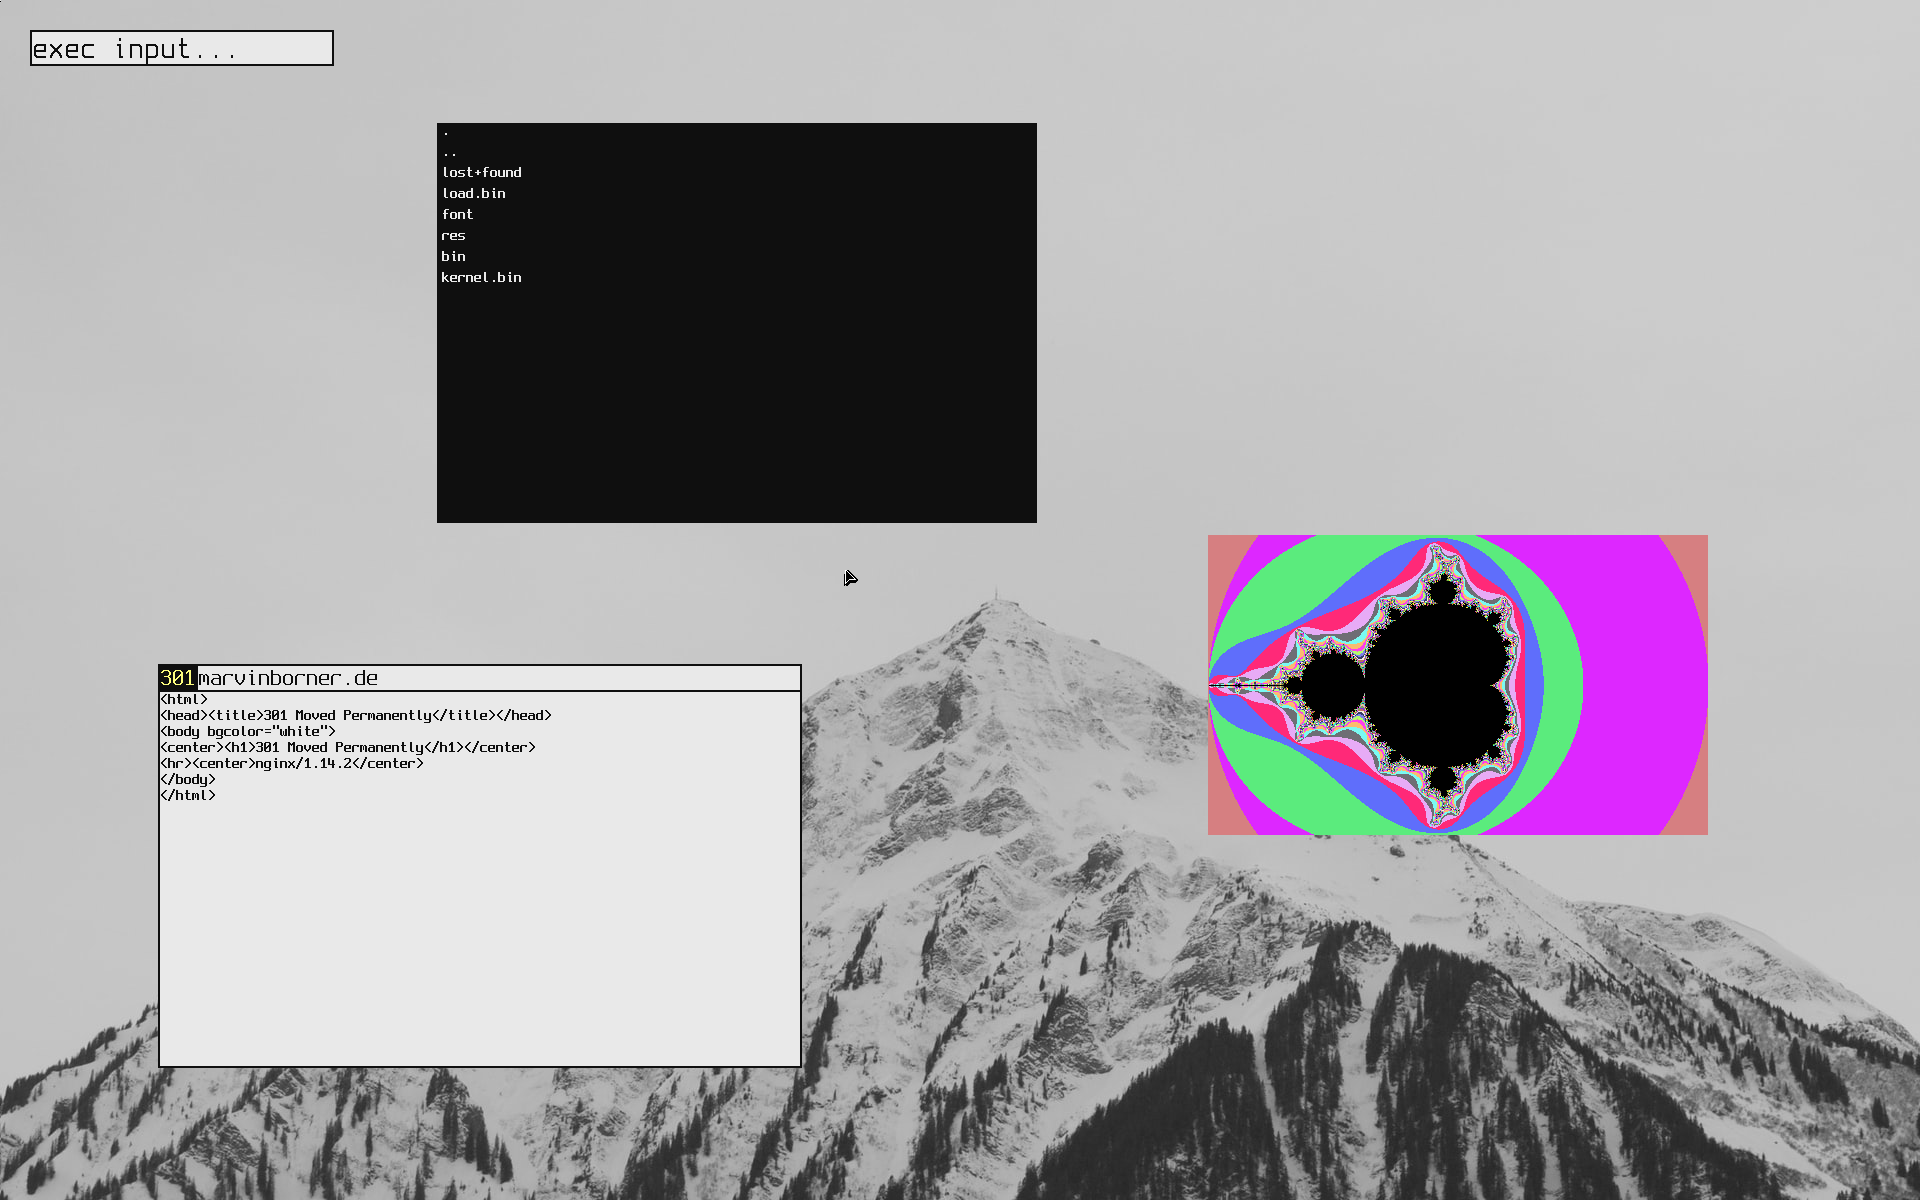 exec input...
.
..
lost+found
load.bin
font
res
bin
kernel.bin
301 marvinborner.de
<html>
<head><title>301 Moved Permanently</title></head>
<body bgcolor="white">
<center><h1>301 Moved Permanently</h1></center>
<hr><center>nginx/1.14.2</center>
</body>
</html>